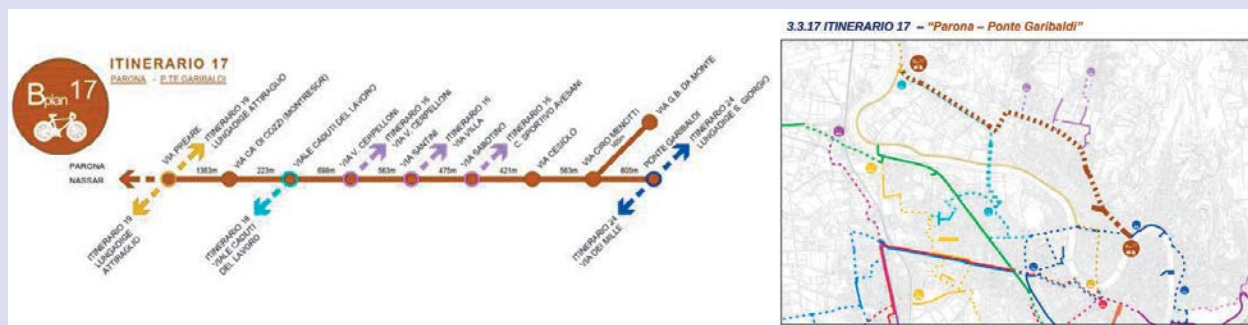 Bplan 17
ITINERARIO 17
PARONA - P.TE GARIBALDI
PARONA
NASSAR
VIA PREARE
ITINERARIO 19
LUNGADIGE ATTIRAGLIO
ITINERARIO 19
LUNGADIGE
ATTIRAGLIO
1363m
VIA CA' DI COZZI (MONTRESOR)
223m
VIALE CADUTI DEL LAVORO
ITINERARIO 18
VIALE CADUTI
DEL LAVORO
698m
VIA V. CERPELLONI
ITINERARIO 16
VIA V. CERPELLONI
563m
VIA SANTINI
ITINERARIO 16
VIA VILLA
475m
VIA SABOTINO
ITINERARIO 16
C. SPORTIVO AVESANI
421m
VIA CESIOLO
563m
VIA CIRO MENOTTI
VIA G.B. DA MONTE
605m
PONTE GARIBALDI
ITINERARIO 24
LUNGADIGE S. GIORGIO
ITINERARIO 24
VIA DEI MILLE
3.3.17 ITINERARIO 17 – “Parona – Ponte Garibaldi”